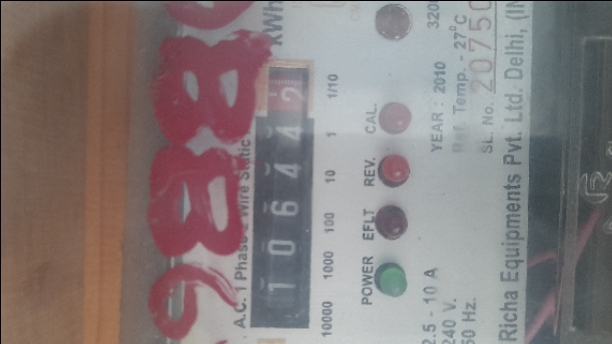 kWh
A.C. 1 Phase 2 Wire Static
1 0 6 4 4 2
10000 1000 100 10 1 1/10
POWER EFLT REV. CAL.
2.5 - 10 A
240 V.
50 Hz.
YEAR : 2010
Ref. Temp. - 27°C
SL. No. 20750
Richa Equipments Pvt. Ltd. Delhi,